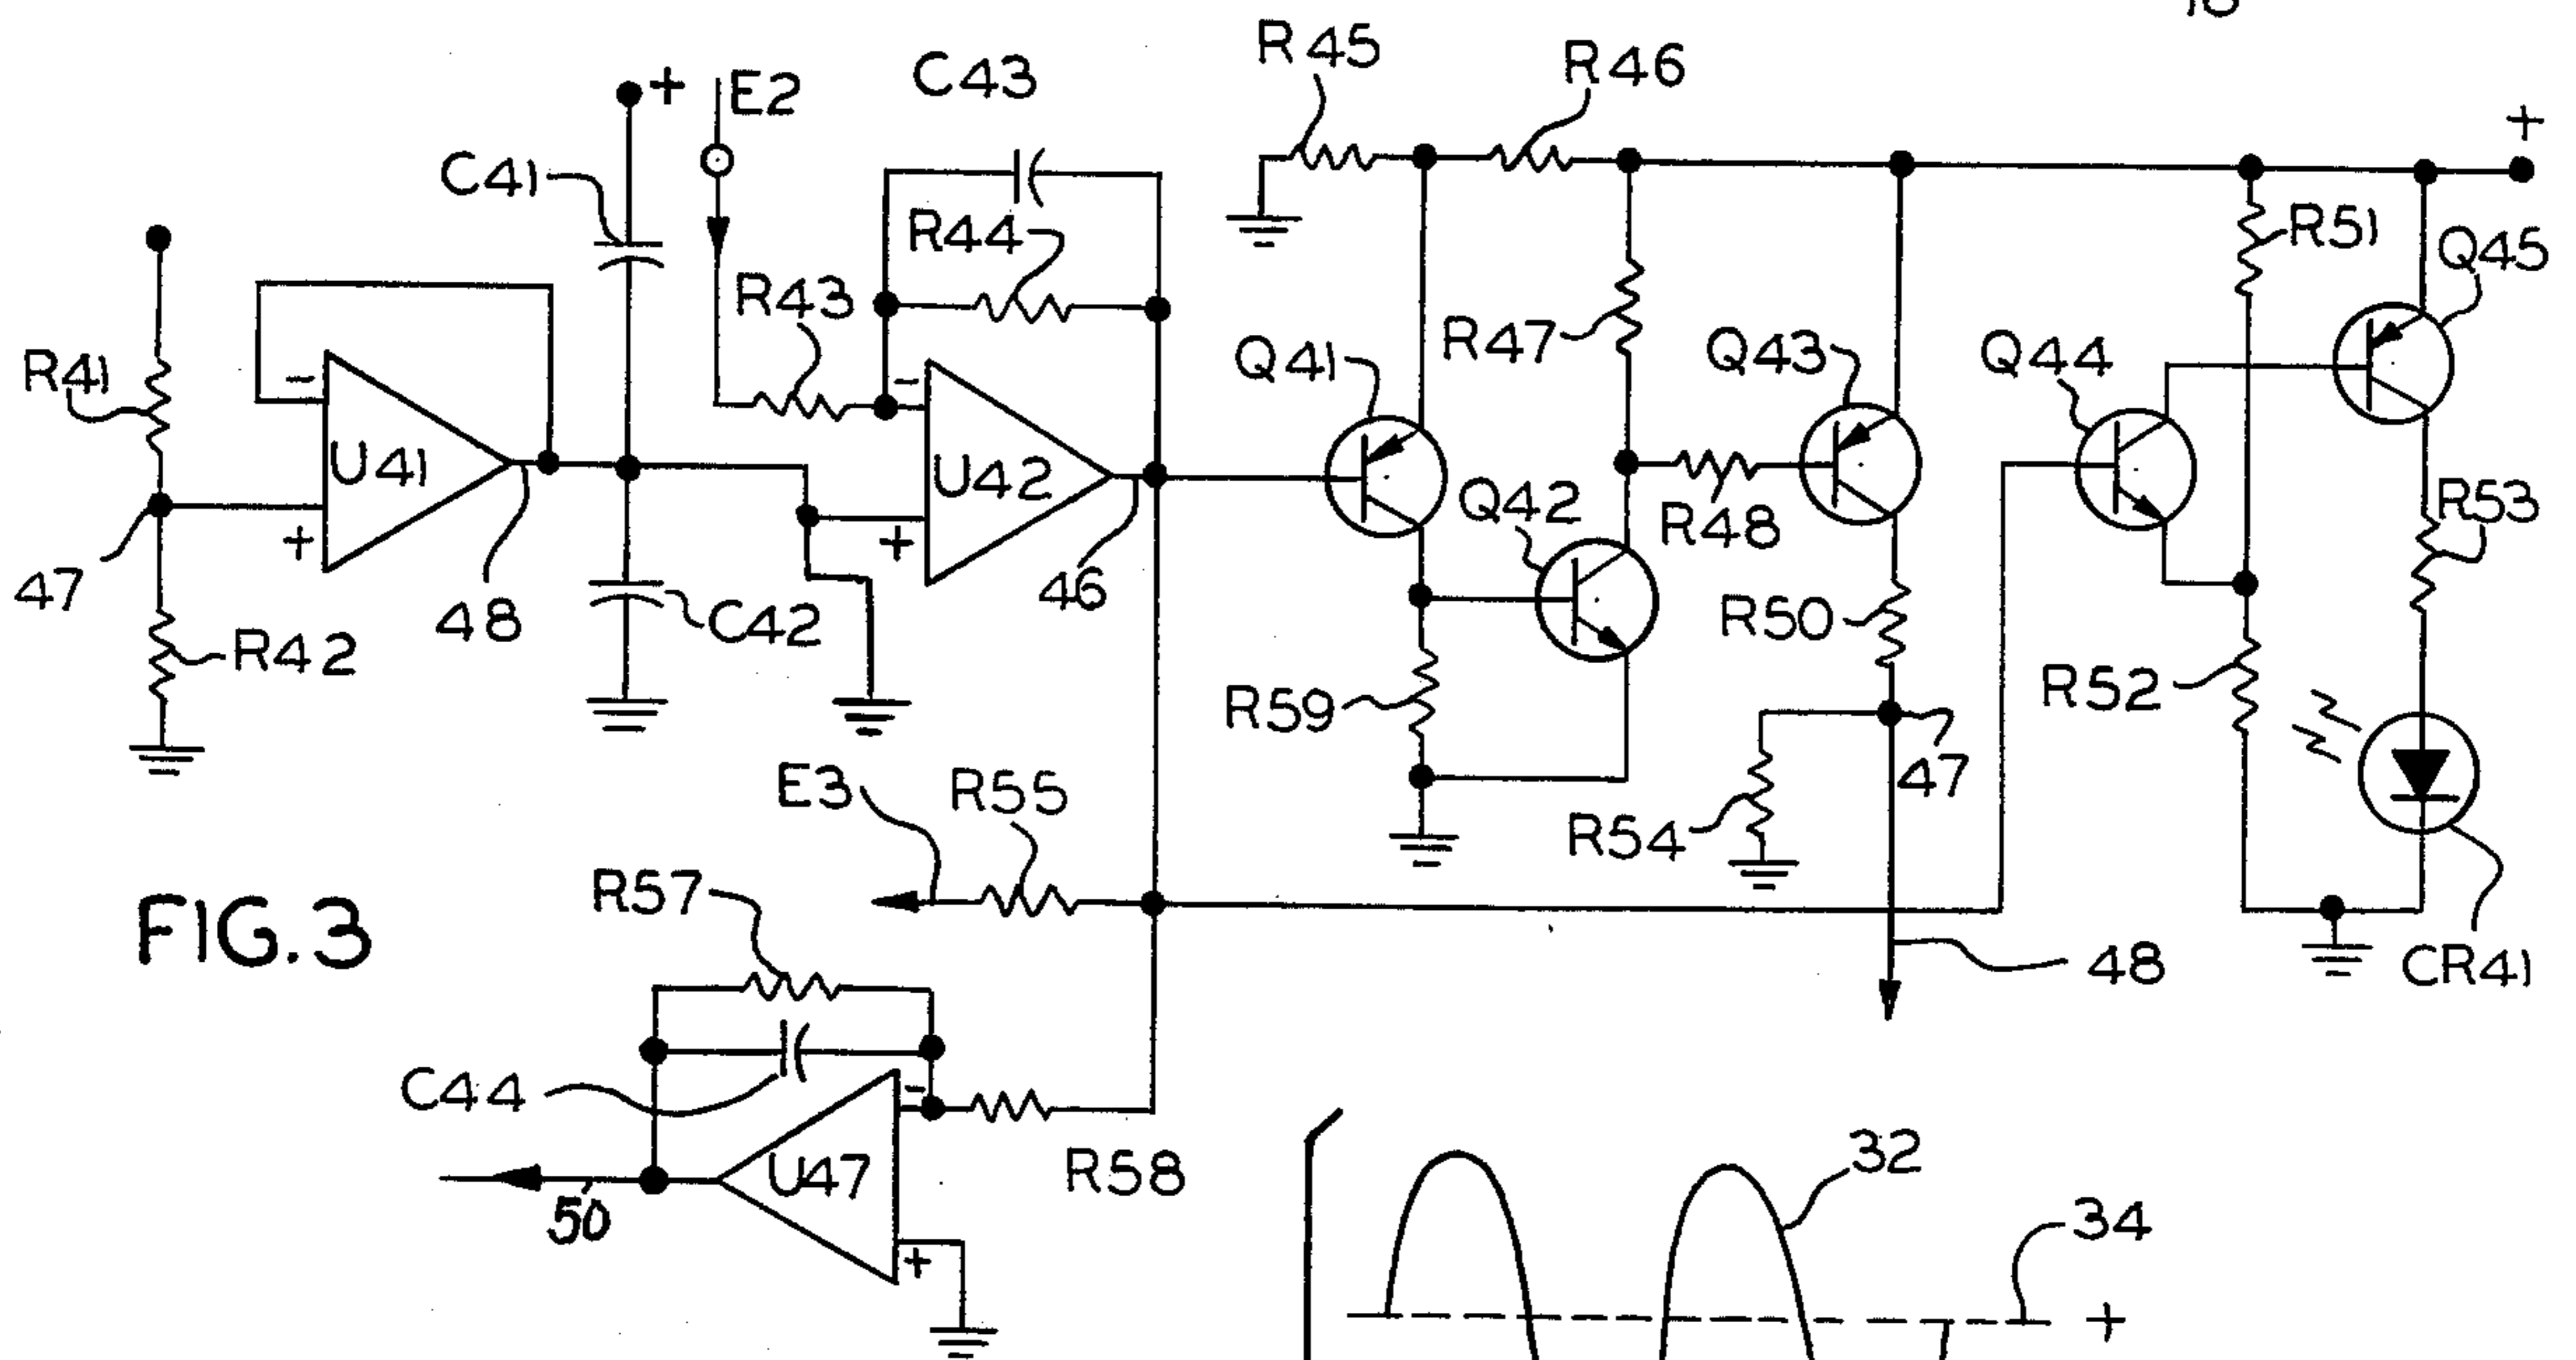 R45
R46
+
E2
C43
+
C41
R44
R51
Q45
R43
R47
Q41
Q43
Q44
R41
-
-
U41
U42
Q42
R48
R53
+
+
47
48
C42
46
R50
R42
R59
R52
47
E3
R55
R54
R57
FIG. 3
48
CR41
C44
-
U47
R58
50
+
32
34
+